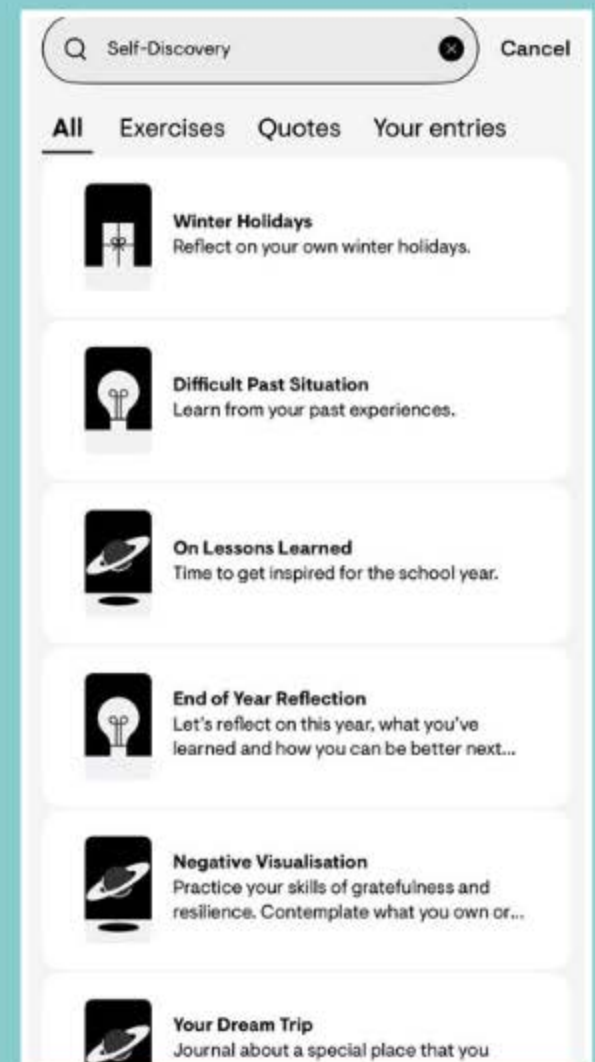 Self-Discovery Cancel
All Exercises Quotes Your entries
Winter Holidays
Reflect on your own winter holidays.
Difficult Past Situation
Learn from your past experiences.
On Lessons Learned
Time to get inspired for the school year.
End of Year Reflection
Let's reflect on this year, what you've
learned and how you can be better next...
Negative Visualisation
Practice your skills of gratefulness and
resilience. Contemplate what you own or...
Your Dream Trip
Journal about a special place that you